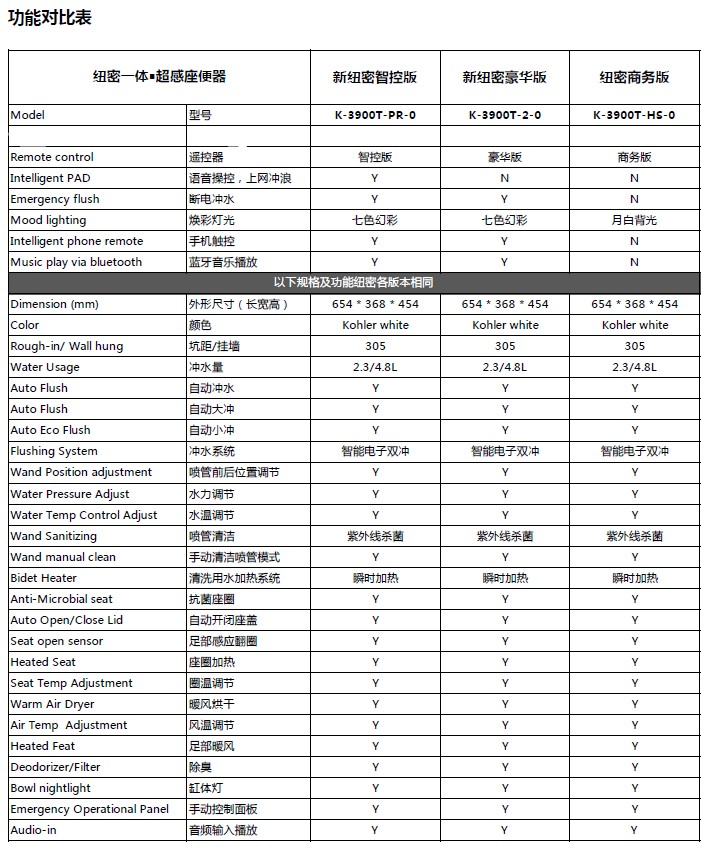 功能对比表
纽密一体▪超感座便器 新纽密智控版 新纽密豪华版 纽密商务版
Model 型号 K-3900T-PR-0 K-3900T-2-0 K-3900T-HS-0
Remote control 遥控器 智控版 豪华版 商务版
Intelligent PAD 语音操控，上网冲浪 Y N N
Emergency flush 断电冲水 Y Y N
Mood lighting 焕彩灯光 七色幻彩 七色幻彩 月白背光
Intelligent phone remote 手机触控 Y Y N
Music play via bluetooth 蓝牙音乐播放 Y Y N
以下规格及功能纽密各版本相同
Dimension (mm) 外形尺寸（长宽高） 654 * 368 * 454 654 * 368 * 454 654 * 368 * 454
Color 颜色 Kohler white Kohler white Kohler white
Rough-in/ Wall hung 坑距/挂墙 305 305 305
Water Usage 冲水量 2.3/4.8L 2.3/4.8L 2.3/4.8L
Auto Flush 自动冲水 Y Y Y
Auto Flush 自动大冲 Y Y Y
Auto Eco Flush 自动小冲 Y Y Y
Flushing System 冲水系统 智能电子双冲 智能电子双冲 智能电子双冲
Wand Position adjustment 喷管前后位置调节 Y Y Y
Water Pressure Adjust 水力调节 Y Y Y
Water Temp Control Adjust 水温调节 Y Y Y
Wand Sanitizing 喷管清洁 紫外线杀菌 紫外线杀菌 紫外线杀菌
Wand manual clean 手动清洁喷管模式 Y Y Y
Bidet Heater 清洗用水加热系统 瞬时加热 瞬时加热 瞬时加热
Anti-Microbial seat 抗菌座圈 Y Y Y
Auto Open/Close Lid 自动开闭座盖 Y Y Y
Seat open sensor 足部感应翻圈 Y Y Y
Heated Seat 座圈加热 Y Y Y
Seat Temp Adjustment 圈温调节 Y Y Y
Warm Air Dryer 暖风烘干 Y Y Y
Air Temp Adjustment 风温调节 Y Y Y
Heated Feat 足部暖风 Y Y Y
Deodorizer/Filter 除臭 Y Y Y
Bowl nightlight 缸体灯 Y Y Y
Emergency Operational Panel 手动控制面板 Y Y Y
Audio-in 音频输入播放 Y Y Y